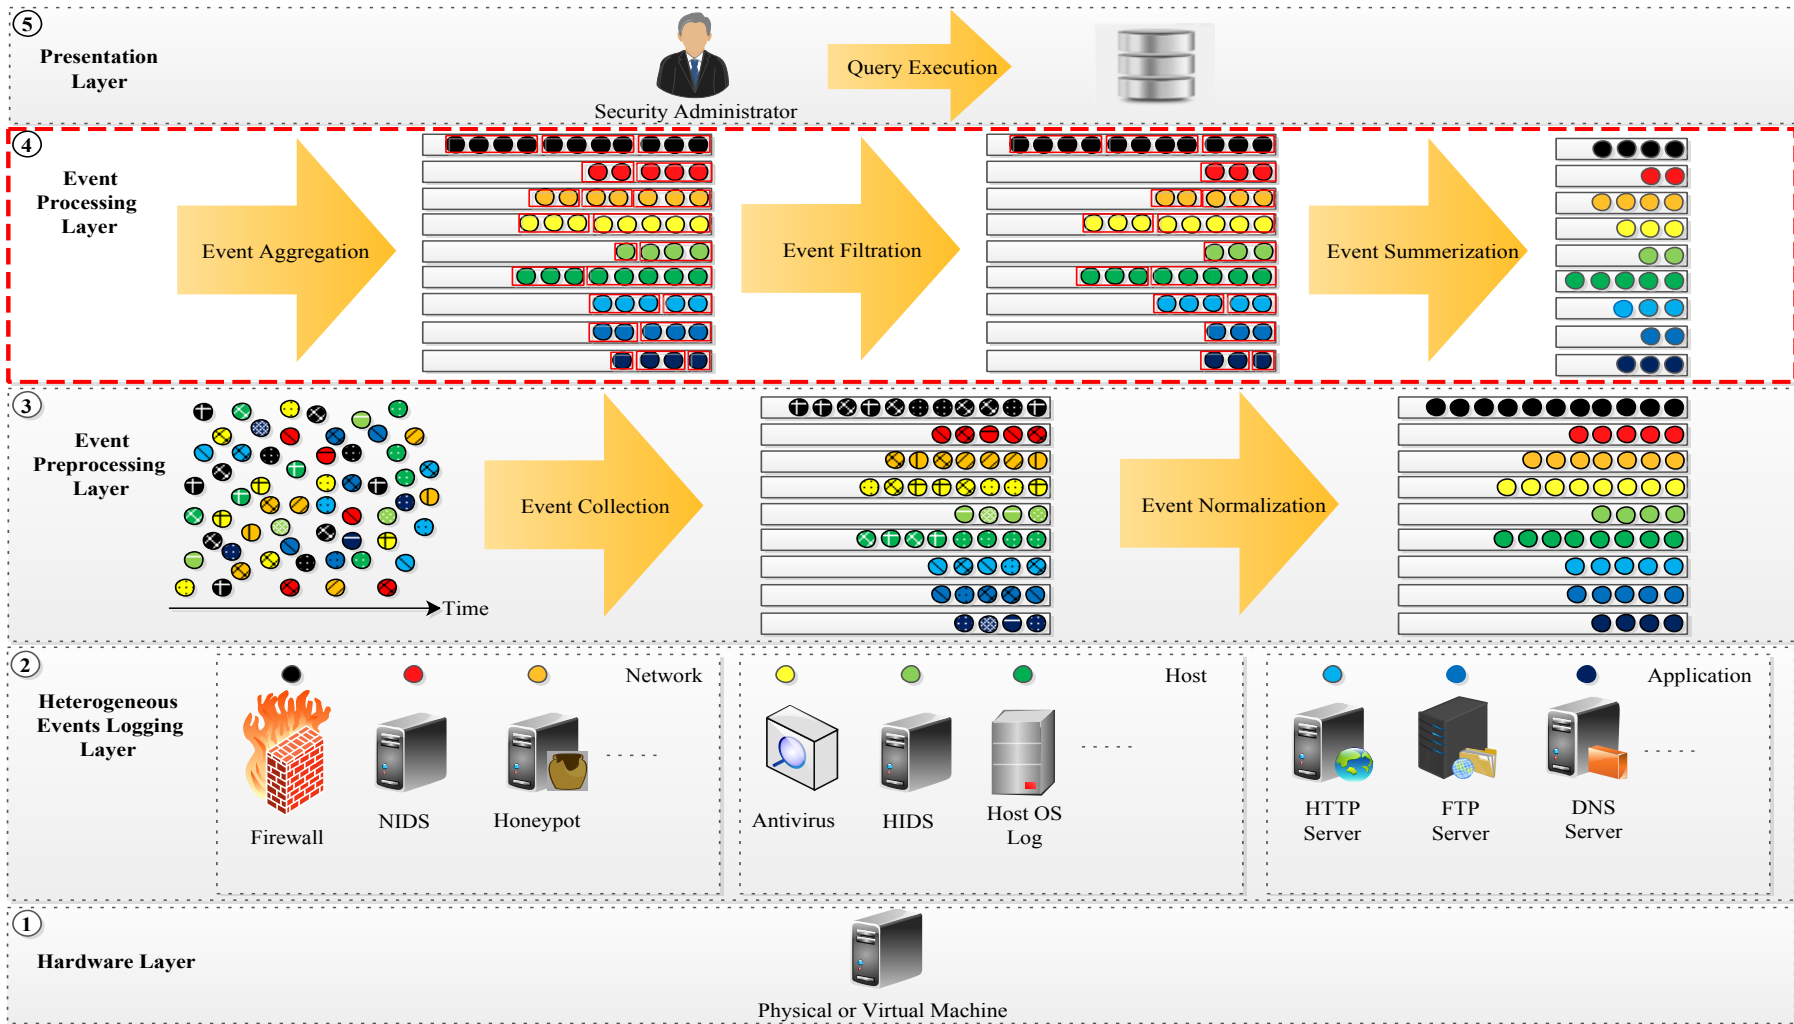 5
Presentation
Layer
Query Execution
Security Administrator
4
Event
Processing
Layer
Event Aggregation
Event Filtration
Event Summerization
3
Event
Preprocessing
Layer
Event Collection
Event Normalization
Time
2
Heterogeneous
Events Logging
Layer
Network
Firewall
NIDS
Honeypot
Host
Antivirus
HIDS
Host OS
Log
Application
HTTP
Server
FTP
Server
DNS
Server
1
Hardware Layer
Physical or Virtual Machine